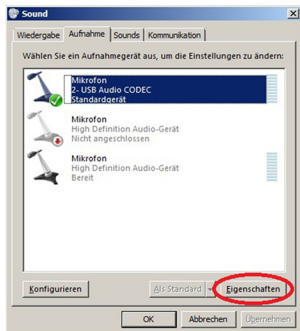 Sound
Wiedergabe Aufnahme Sounds Kommunikation
Wählen Sie ein Aufnahmegerät aus, um die Einstellungen zu ändern:
Mikrofon
2- USB Audio CODEC
Standardgerät
Mikrofon
High Definition Audio-Gerät
Nicht angeschlossen
Mikrofon
High Definition Audio-Gerät
Bereit
Konfigurieren Als Standard Eigenschaften
OK Abbrechen Übernehmen